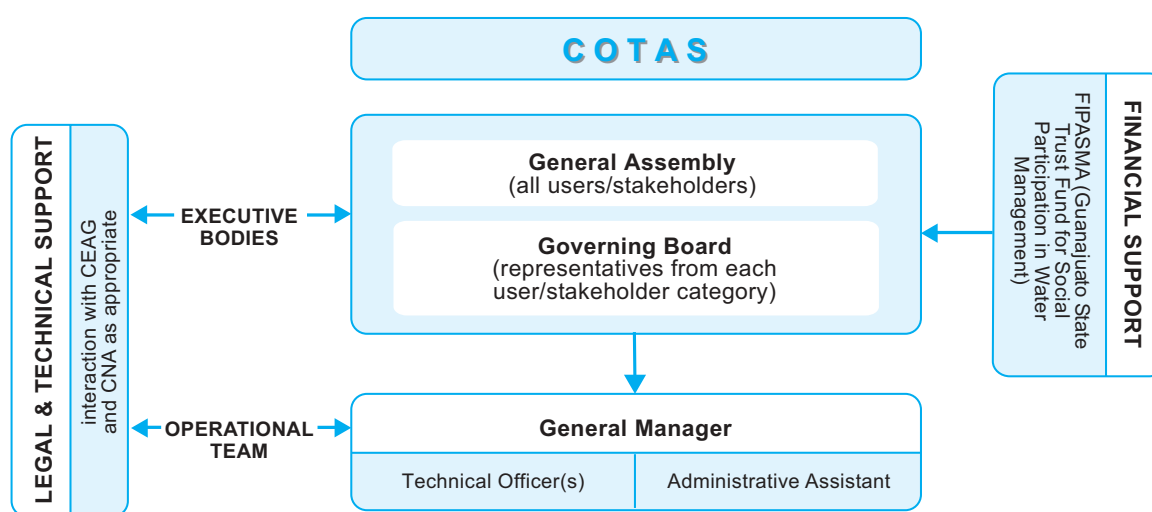 COTAS
LEGAL & TECHNICAL SUPPORT
interaction with CEAG
and CNA as appropriate
EXECUTIVE
BODIES
General Assembly
(all users/stakeholders)
Governing Board
(representatives from each
user/stakeholder category)
FINANCIAL SUPPORT
FIPASMA (Guanajuato State
Trust Fund for Social
Participation in Water
Management)
OPERATIONAL
TEAM
General Manager
Technical Officer(s)
Administrative Assistant